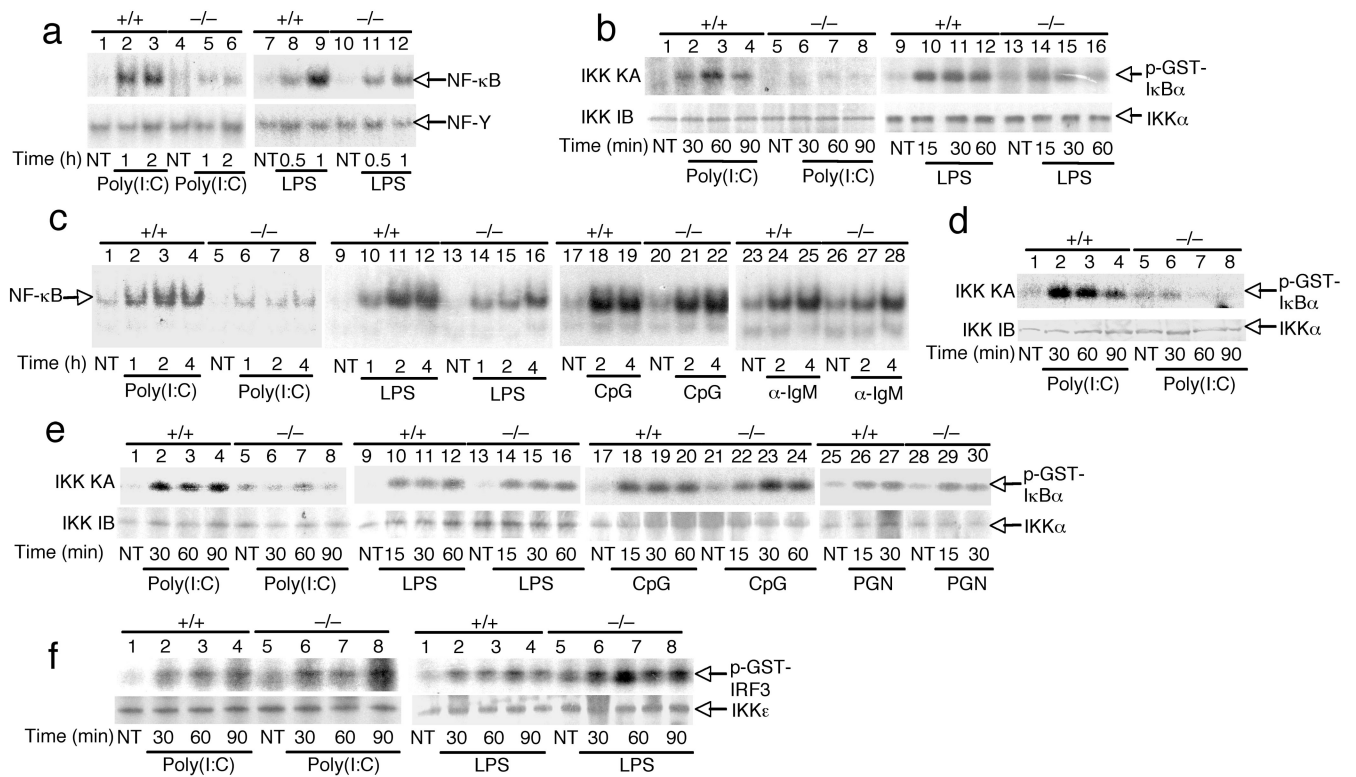 a
+/+ –/– +/+ –/–
1 2 3 4 5 6 7 8 9 10 11 12
NF-κB
NF-Y
Time (h) NT 1 2 NT 1 2 NT 0.5 1 NT 0.5 1
Poly(I:C) Poly(I:C) LPS LPS
b
+/+ –/– +/+ –/–
1 2 3 4 5 6 7 8 9 10 11 12 13 14 15 16
IKK KA p-GST-
IκBα
IKK IB IKKα
Time (min) NT 30 60 90 NT 30 60 90 NT 15 30 60 NT 15 30 60
Poly(I:C) Poly(I:C) LPS LPS
c
+/+ –/– +/+ –/– +/+ –/– +/+ –/–
1 2 3 4 5 6 7 8 9 10 11 12 13 14 15 16 17 18 19 20 21 22 23 24 25 26 27 28
NF-κB
Time (h) NT 1 2 4 NT 1 2 4 NT 1 2 4 NT 1 2 4 NT 2 4 NT 2 4 NT 2 4 NT 2 4
Poly(I:C) Poly(I:C) LPS LPS CpG CpG α-IgM α-IgM
d
+/+ –/–
1 2 3 4 5 6 7 8
IKK KA p-GST-
IκBα
IKK IB IKKα
Time (min) NT 30 60 90 NT 30 60 90
Poly(I:C) Poly(I:C)
e
+/+ –/– +/+ –/– +/+ –/– +/+ –/–
1 2 3 4 5 6 7 8 9 10 11 12 13 14 15 16 17 18 19 20 21 22 23 24 25 26 27 28 29 30
IKK KA p-GST-
IκBα
IKK IB IKKα
Time (min) NT 30 60 90 NT 30 60 90 NT 15 30 60 NT 15 30 60 NT 15 30 60 NT 15 30 60 NT 15 30 NT 15 30
Poly(I:C) Poly(I:C) LPS LPS CpG CpG PGN PGN
f
+/+ –/– +/+ –/–
1 2 3 4 5 6 7 8 1 2 3 4 5 6 7 8
p-GST-
IRF3
IKKε
Time (min) NT 30 60 90 NT 30 60 90 NT 30 60 90 NT 30 60 90
Poly(I:C) Poly(I:C) LPS LPS